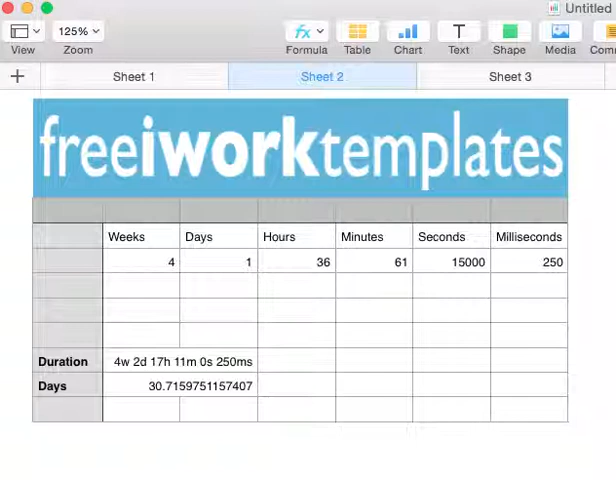 Untitled
125%
View
Zoom
fx
Formula
Table
Chart
T
Text
Shape
Media
+
Sheet 1
Sheet 2
Sheet 3
freeiworktemplates
Weeks Days Hours Minutes Seconds Milliseconds
4 1 36 61 15000 250
Duration 4w 2d 17h 11m 0s 250ms
Days 30.7159751157407